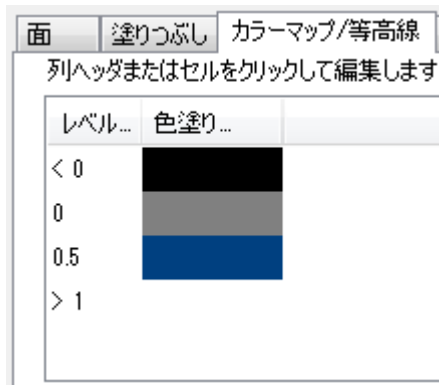 面 塗りつぶし カラーマップ/等高線
列ヘッダまたはセルをクリックして編集します
レベル... 色塗り...
< 0
0
0.5
> 1